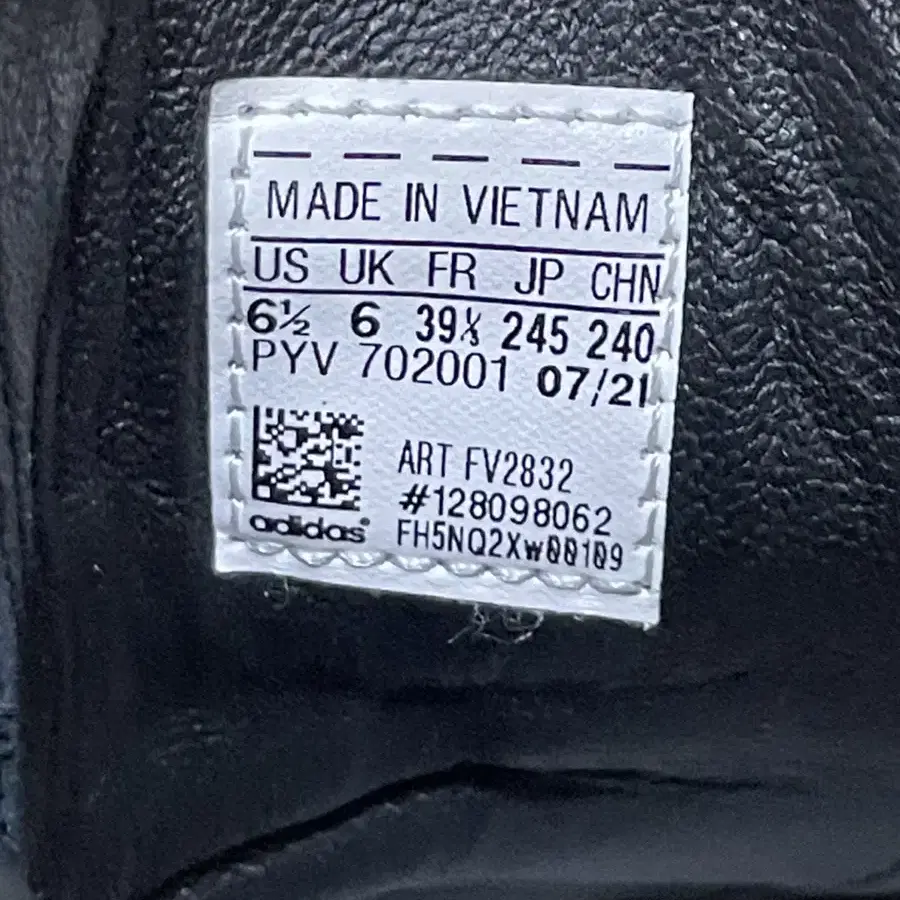 MADE IN VIETNAM
US UK FR JP CHN
6½ 6 39⅓ 245 240
PYV 702001 07/21
ART FV2832
#128098062
adidas®
FH5NQ2Xw00109